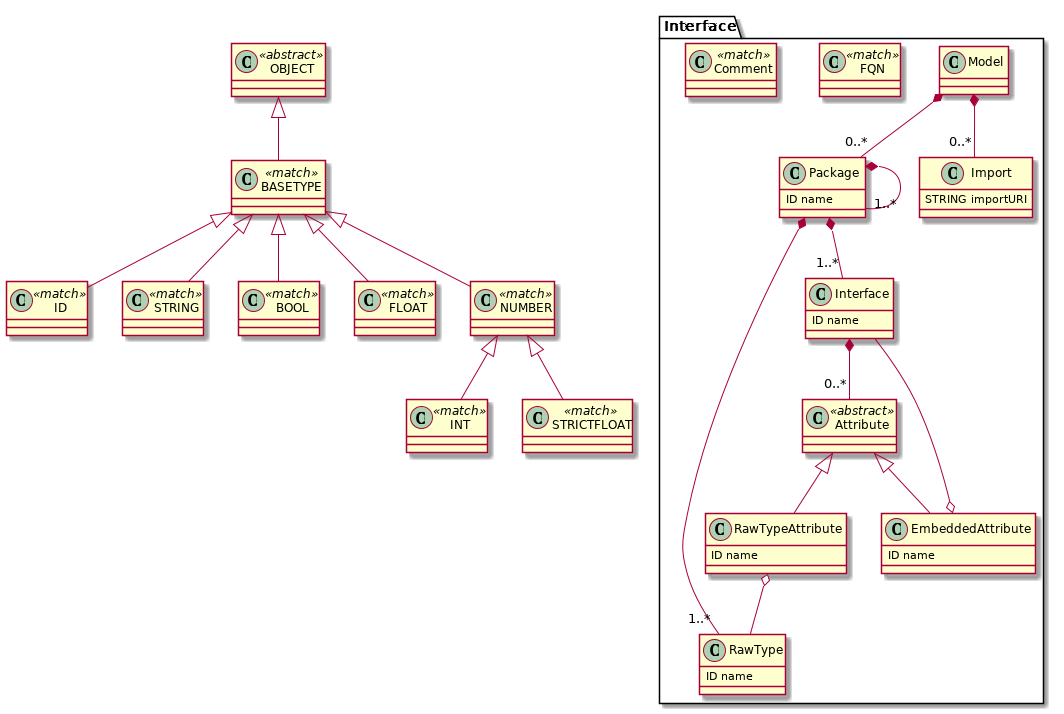 Interface
C «abstract»
OBJECT
C «match»
Comment
C «match»
FQN
C Model
0..*
0..*
C «match»
BASETYPE
C Package
ID name
1..*
C Import
STRING importURI
1..*
C «match»
ID
C «match»
STRING
C «match»
BOOL
C «match»
FLOAT
C «match»
NUMBER
C Interface
ID name
0..*
C «match»
INT
C «match»
STRICTFLOAT
C «abstract»
Attribute
C RawTypeAttribute
ID name
C EmbeddedAttribute
ID name
1..*
C RawType
ID name